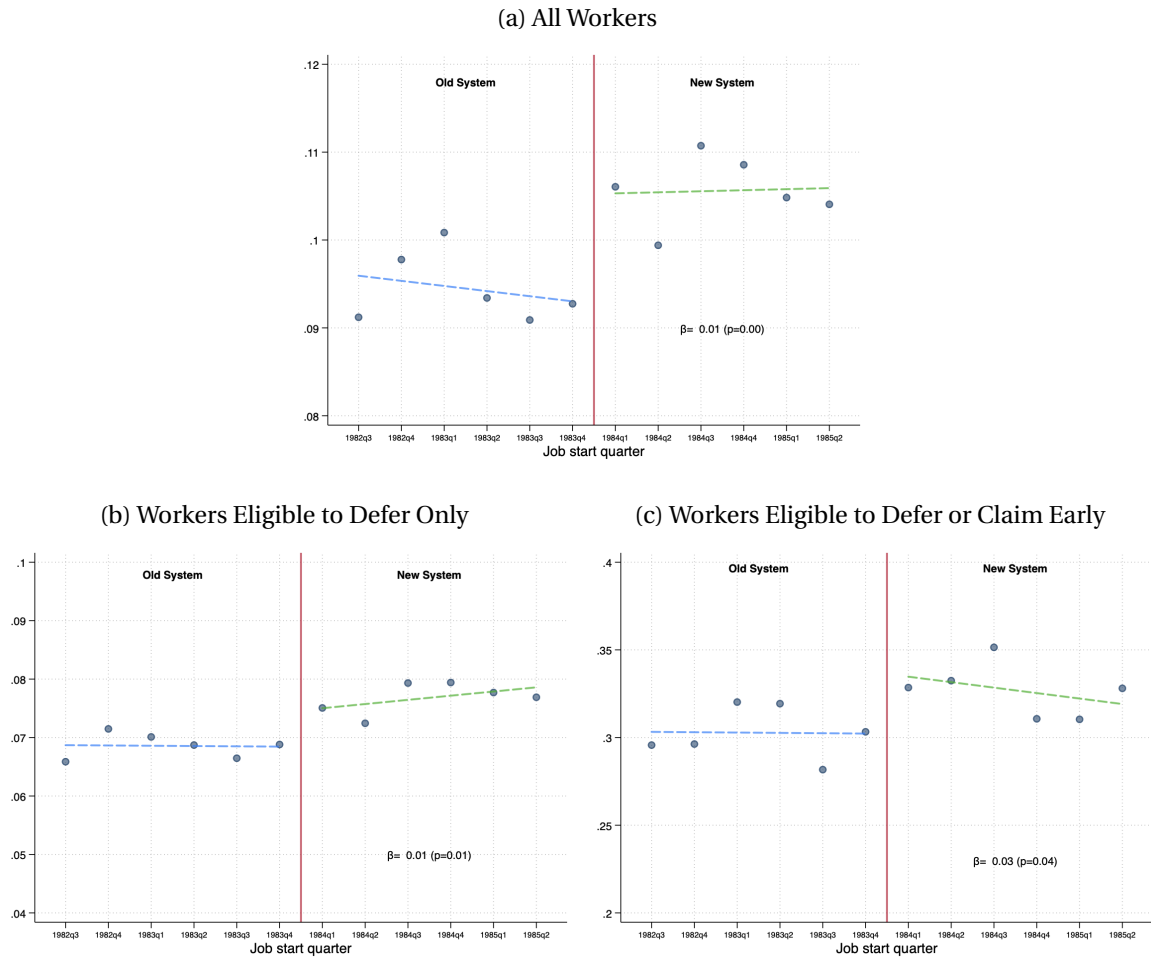 (a) All Workers
.12
.11
.1
.09
.08
Old System
New System
β= 0.01 (p=0.00)
1982q3 1982q4 1983q1 1983q2 1983q3 1983q4 1984q1 1984q2 1984q3 1984q4 1985q1 1985q2
Job start quarter
(b) Workers Eligible to Defer Only
.1
.09
.08
.07
.06
.05
.04
Old System
New System
β= 0.01 (p=0.01)
1982q3 1982q4 1983q1 1983q2 1983q3 1983q4 1984q1 1984q2 1984q3 1984q4 1985q1 1985q2
Job start quarter
(c) Workers Eligible to Defer or Claim Early
.4
.35
.3
.25
.2
Old System
New System
β= 0.03 (p=0.04)
1982q3 1982q4 1983q1 1983q2 1983q3 1983q4 1984q1 1984q2 1984q3 1984q4 1985q1 1985q2
Job start quarter